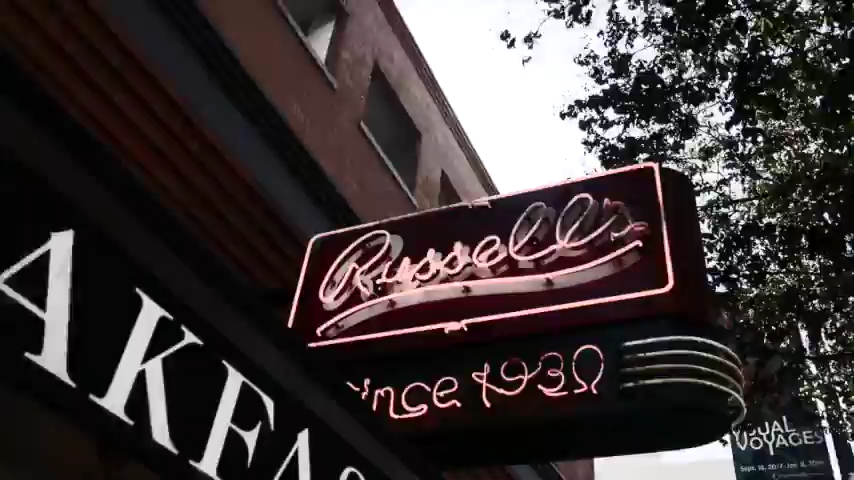 Russell's
since 1930
AKFA
VISUAL
VOYAGES